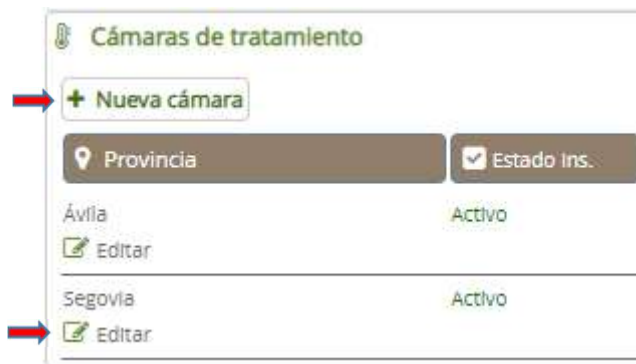 Cámaras de tratamiento
+ Nueva cámara
Provincia Estado Ins.
Ávila Activo
Editar
Segovia Activo
Editar